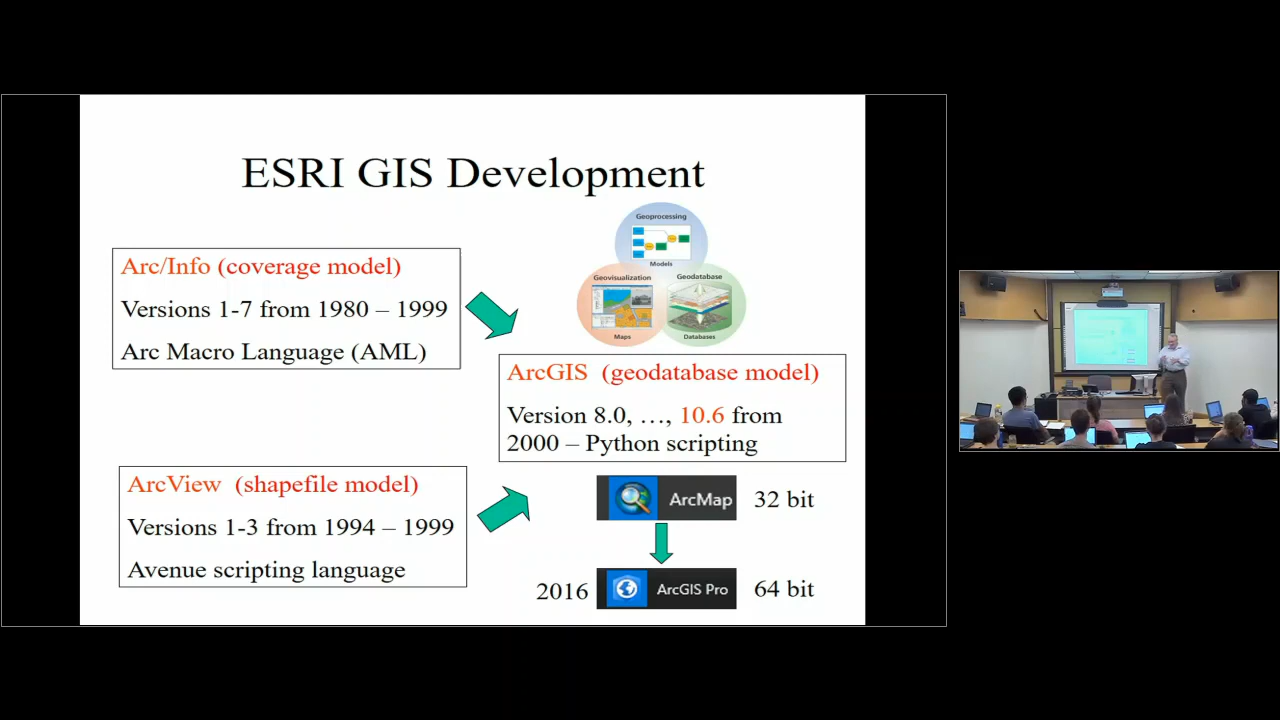 ESRI GIS Development
Geoprocessing
Models
Geovisualization
Maps
Geodatabase
Databases
Arc/Info (coverage model)
Versions 1-7 from 1980 – 1999
Arc Macro Language (AML)
ArcGIS (geodatabase model)
Version 8.0, …, 10.6 from
2000 – Python scripting
ArcView (shapefile model)
Versions 1-3 from 1994 – 1999
Avenue scripting language
ArcMap 32 bit
2016 ArcGIS Pro 64 bit